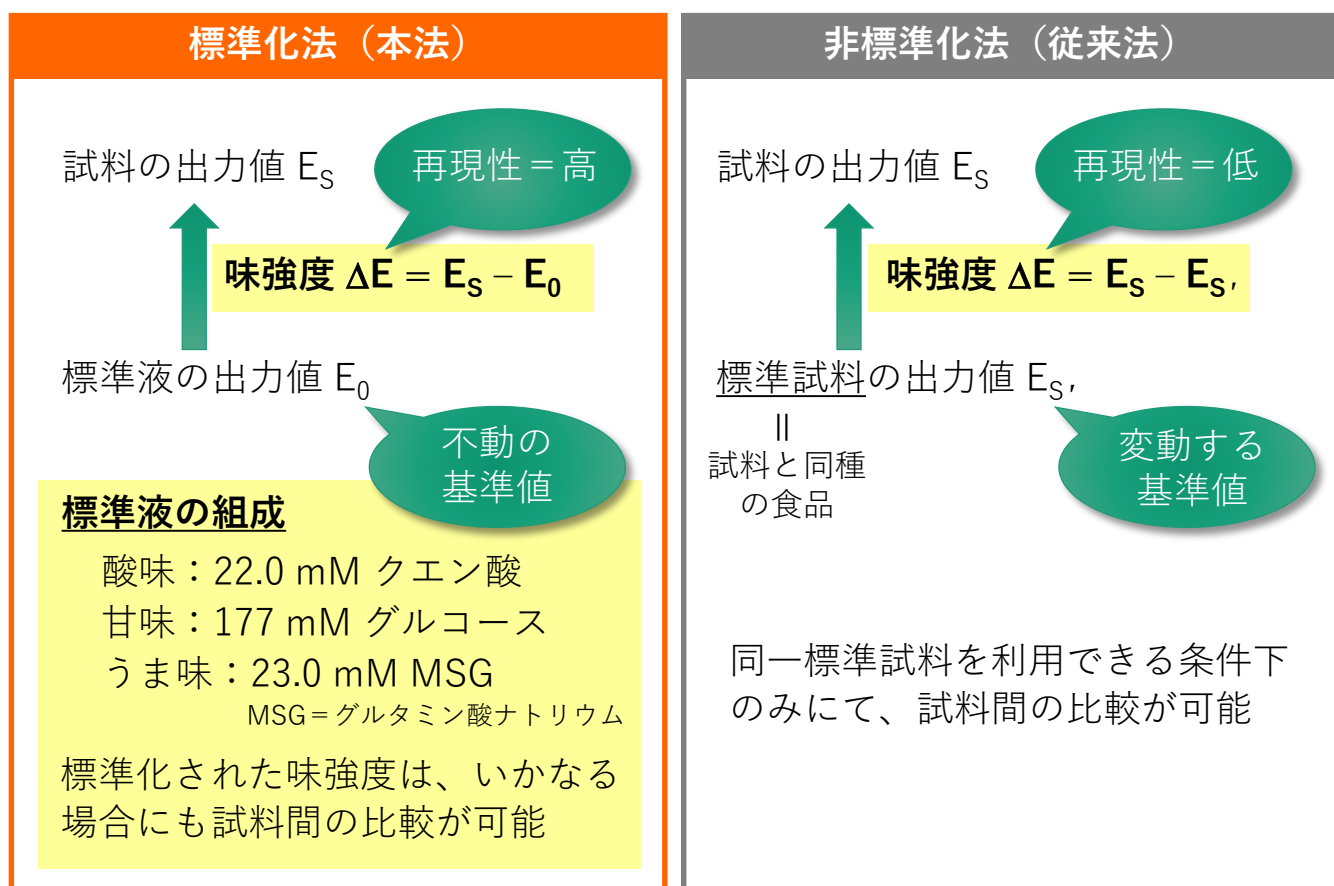 標準化法（本法）
試料の出力値 ES
再現性＝高
味強度 ΔE = ES – E0
標準液の出力値 E0
不動の
基準値
標準液の組成
酸味：22.0 mM クエン酸
甘味：177 mM グルコース
うま味：23.0 mM MSG
MSG＝グルタミン酸ナトリウム
標準化された味強度は、いかなる
場合にも試料間の比較が可能
非標準化法（従来法）
試料の出力値 ES
再現性＝低
味強度 ΔE = ES – ES,
標準試料の出力値 ES,
||
試料と同種
の食品
変動する
基準値
同一標準試料を利用できる条件下
のみにて、試料間の比較が可能